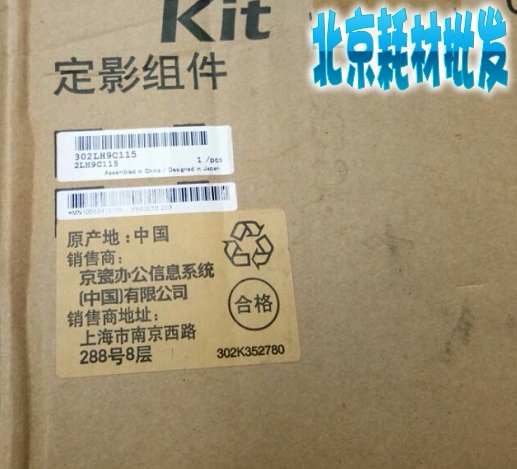 Kit
北京耗材批发
定影组件
302LH9C115
2LH9C115
1 /pcs
Assembled in China / Designed in Japan
原产地:中国
销售商:
京瓷办公信息系统
(中国)有限公司
合格
销售商地址:
上海市南京西路
288号8层
302K352780